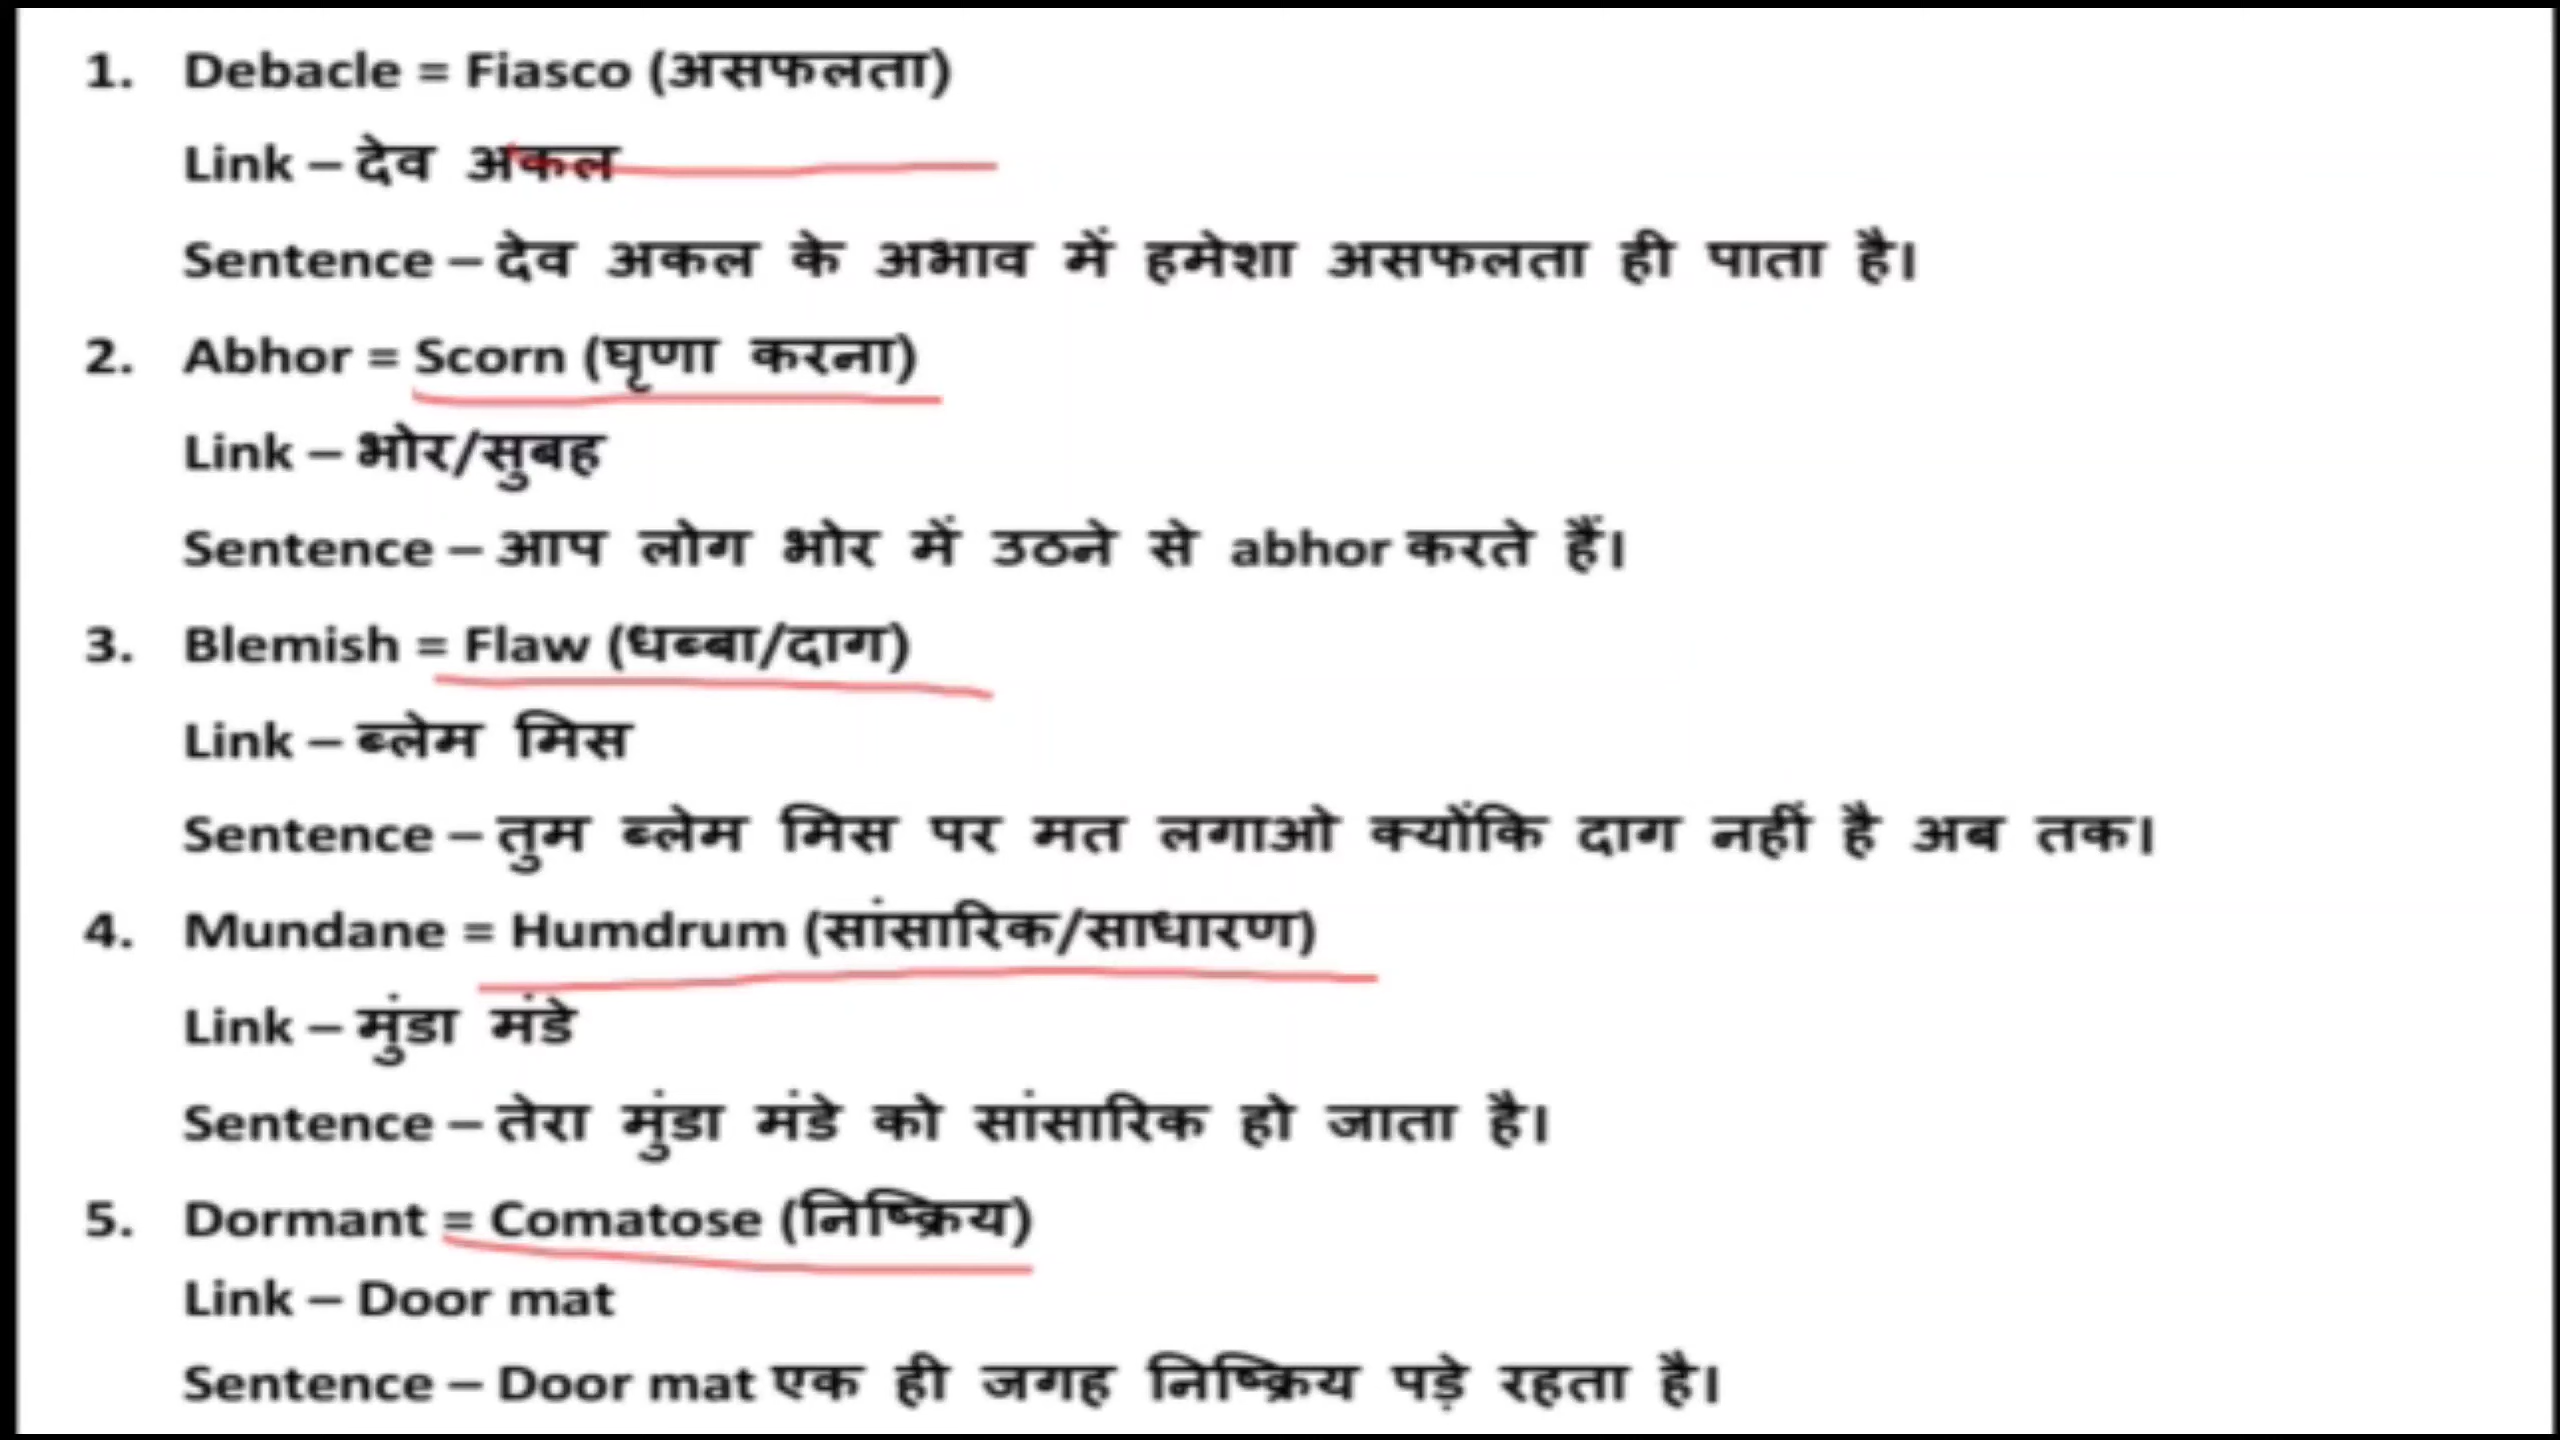 1. Debacle = Fiasco (असफलता)
Link – देव अकल
Sentence – देव अकल के अभाव में हमेशा असफलता ही पाता है।
2. Abhor = Scorn (घृणा करना)
Link – भोर/सुबह
Sentence – आप लोग भोर में उठने से abhor करते हैं।
3. Blemish = Flaw (धब्बा/दाग)
Link – ब्लेम मिस
Sentence – तुम ब्लेम मिस पर मत लगाओ क्योंकि दाग नहीं है अब तक।
4. Mundane = Humdrum (सांसारिक/साधारण)
Link – मुंडा मंडे
Sentence – तेरा मुंडा मंडे को सांसारिक हो जाता है।
5. Dormant = Comatose (निष्क्रिय)
Link – Door mat
Sentence – Door mat एक ही जगह निष्क्रिय पड़े रहता है।